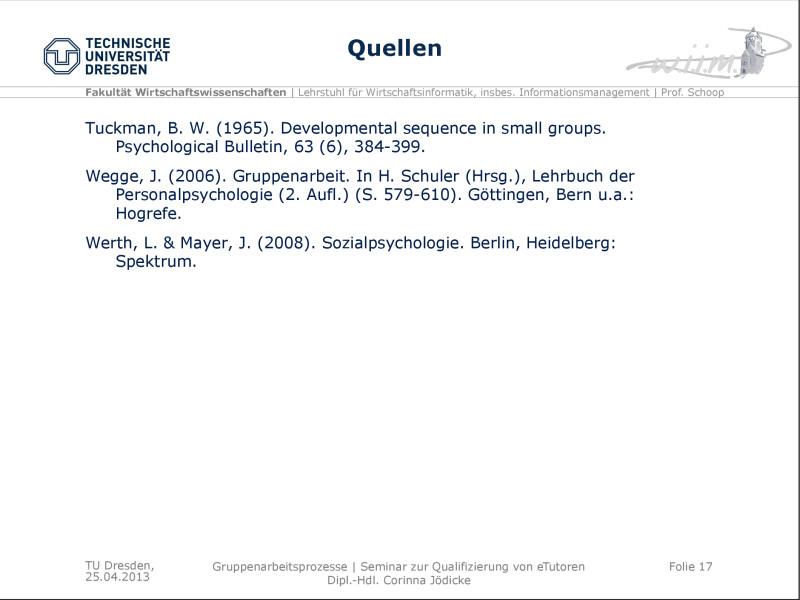 TECHNISCHE
UNIVERSITÄT
DRESDEN
Quellen
w.i.i.m.
Fakultät Wirtschaftswissenschaften | Lehrstuhl für Wirtschaftsinformatik, insbes. Informationsmanagement | Prof. Schoop
Tuckman, B. W. (1965). Developmental sequence in small groups.
Psychological Bulletin, 63 (6), 384-399.
Wegge, J. (2006). Gruppenarbeit. In H. Schuler (Hrsg.), Lehrbuch der
Personalpsychologie (2. Aufl.) (S. 579-610). Göttingen, Bern u.a.:
Hogrefe.
Werth, L. & Mayer, J. (2008). Sozialpsychologie. Berlin, Heidelberg:
Spektrum.
TU Dresden,
25.04.2013
Gruppenarbeitsprozesse | Seminar zur Qualifizierung von eTutoren
Dipl.-Hdl. Corinna Jödicke
Folie 17